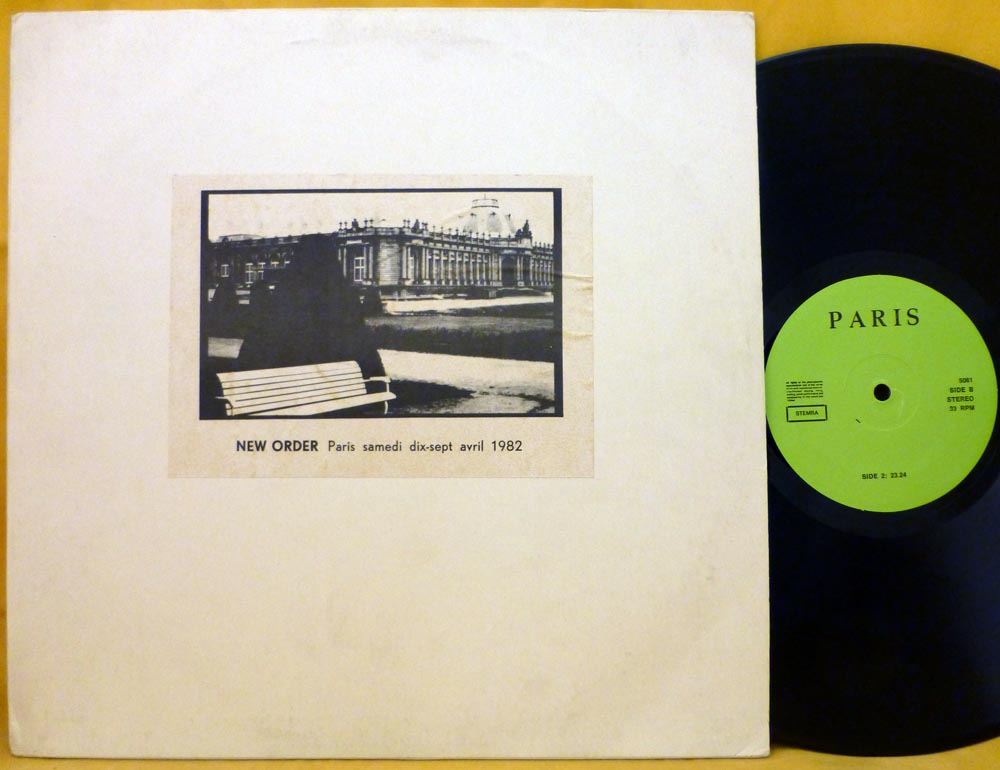 NEW ORDER Paris samedi dix-sept avril 1982
PARIS
STEMRA
5061
SIDE B
STEREO
33 RPM
SIDE 2: 23.24